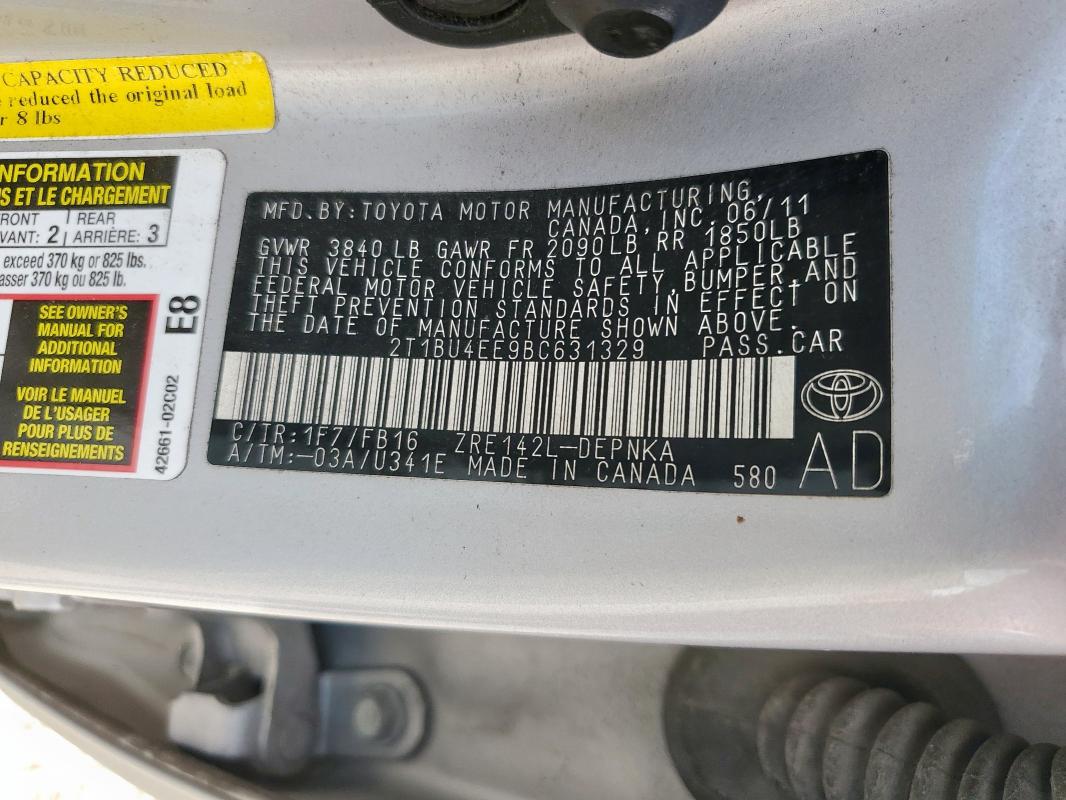 CAPACITY REDUCED
reduced the original load
r 8 lbs
NFORMATION
S ET LE CHARGEMENT
FRONT
REAR
VANT: 2
ARRIÈRE: 3
exceed 370 kg or 825 lbs.
asser 370 kg ou 825 lb.
SEE OWNER'S
MANUAL FOR
ADDITIONAL
INFORMATION
VOIR LE MANUEL
DE L'USAGER
POUR PLUS DE
RENSEIGNEMENTS
E8
42661-02C02
MFD.BY:TOYOTA MOTOR MANUFACTURING,
CANADA,INC.06/11
GVWR 3840LB GAWR FR 2090LB RR 1850LB
THIS VEHICLE CONFORMS TO ALL APPLICABLE
FEDERAL MOTOR VEHICLE SAFETY,BUMPER,AND
THEFT PREVENTION STANDARDS IN EFFECT ON
THE DATE OF MANUFACTURE SHOWN ABOVE.
2T1BU4EE9BC631329 PASS.CAR
C/TR:1F7/FB16 ZRE142L-DEPNKA
A/TM:-03A/U341E MADE IN CANADA 580
AD